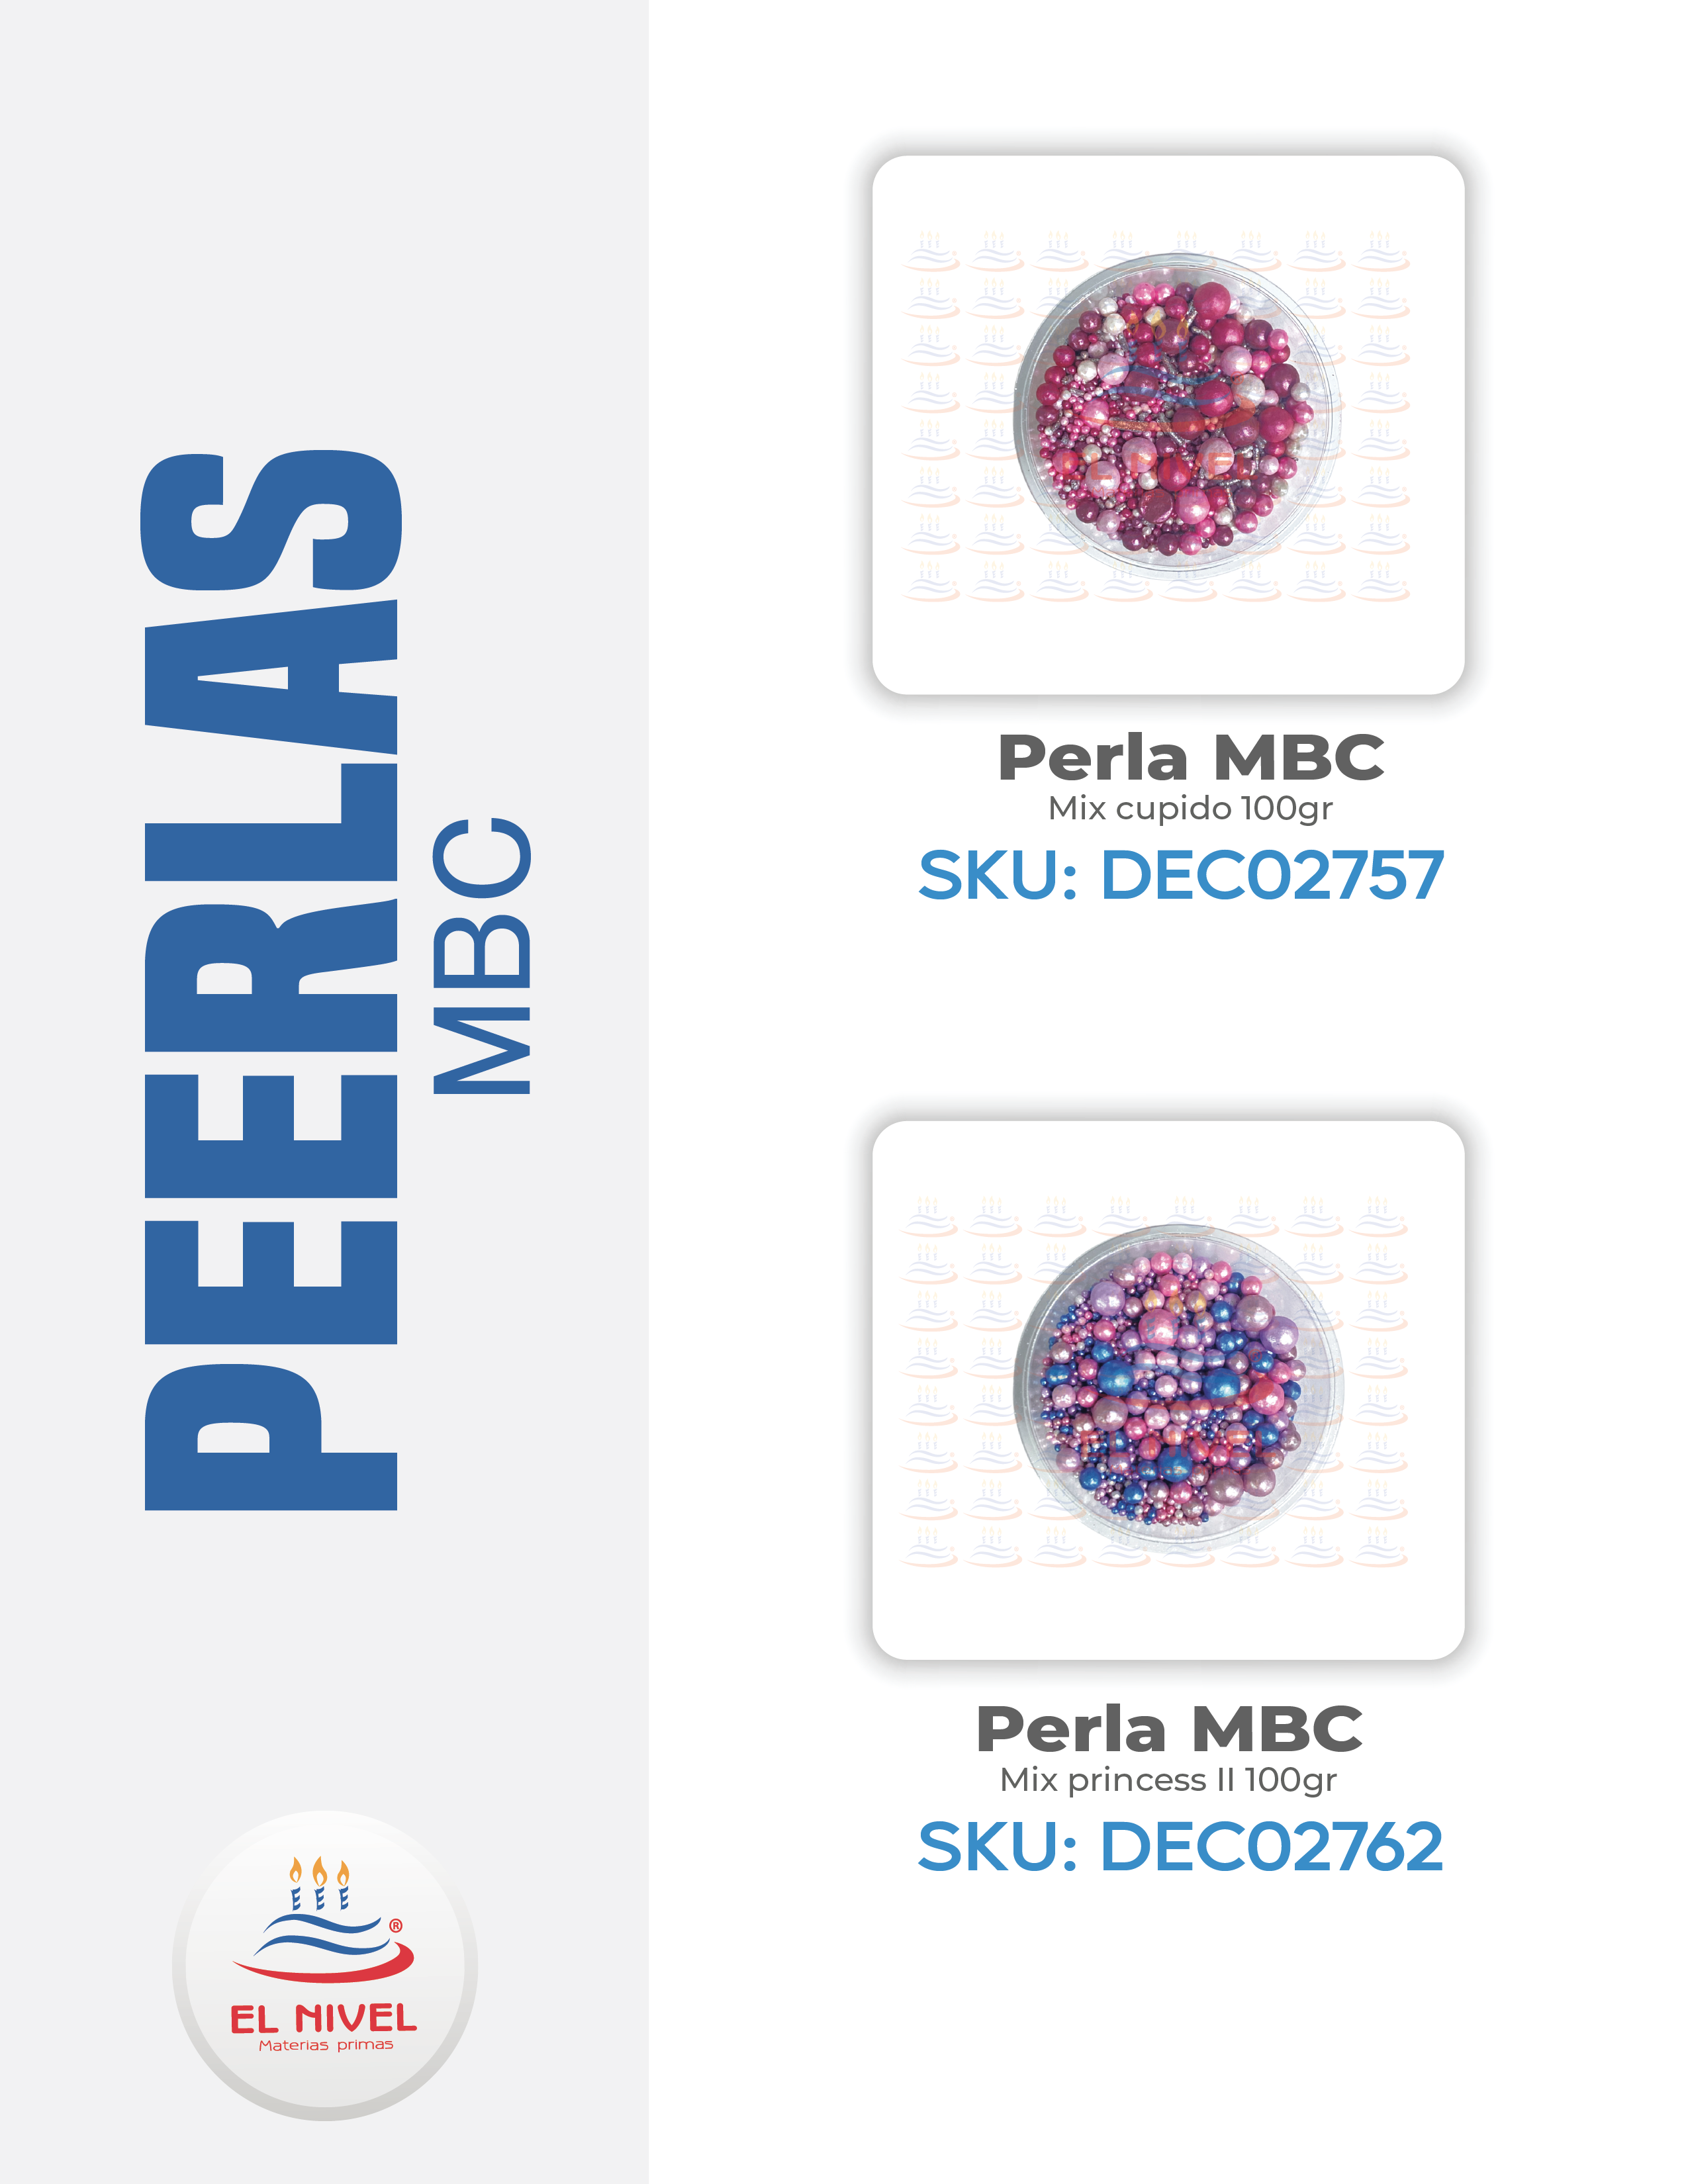 PEERLAS
MBC
EL NIVEL
Materias primas
®
Perla MBC
Mix cupido 100gr
SKU: DEC02757
Perla MBC
Mix princess II 100gr
SKU: DEC02762